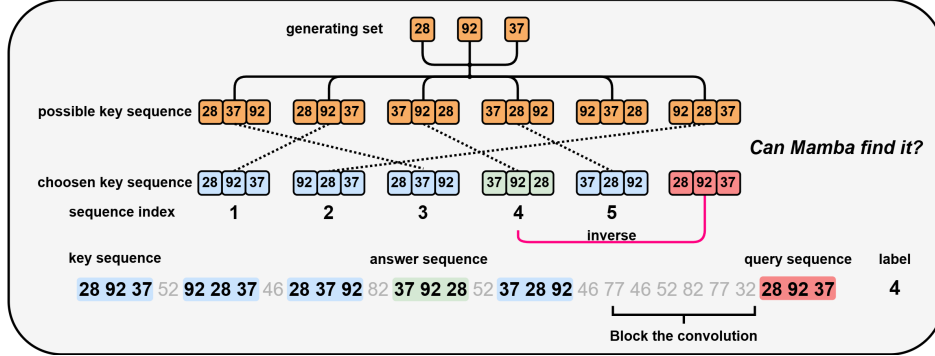 generating set 28 92 37
possible key sequence 28 37 92 28 92 37 37 92 28 37 28 92 92 37 28 92 28 37
Can Mamba find it?
choosen key sequence 28 92 37 92 28 37 28 37 92 37 92 28 37 28 92 28 92 37
sequence index 1 2 3 4 5
inverse
key sequence answer sequence query sequence label
28 92 37 52 92 28 37 46 28 37 92 82 37 92 28 52 37 28 92 46 77 46 52 82 77 32 28 92 37 4
Block the convolution